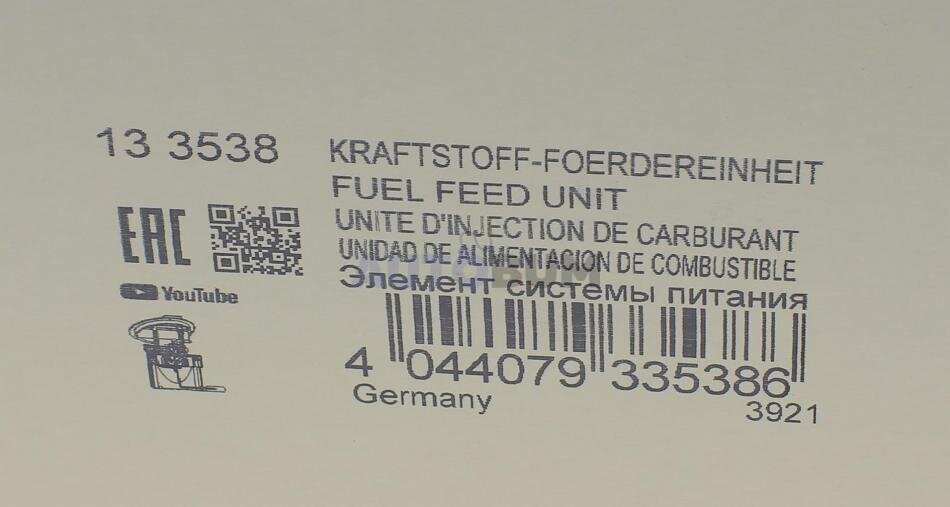 13 3538
KRAFTSTOFF-FOERDEREINHEIT
FUEL FEED UNIT
UNITE D'INJECTION DE CARBURANT
UNIDAD DE ALIMENTACION DE COMBUSTIBLE
Элемент системы питания
EAC
YouTube
AUTOBUM
4 044079 335386
Germany
3921